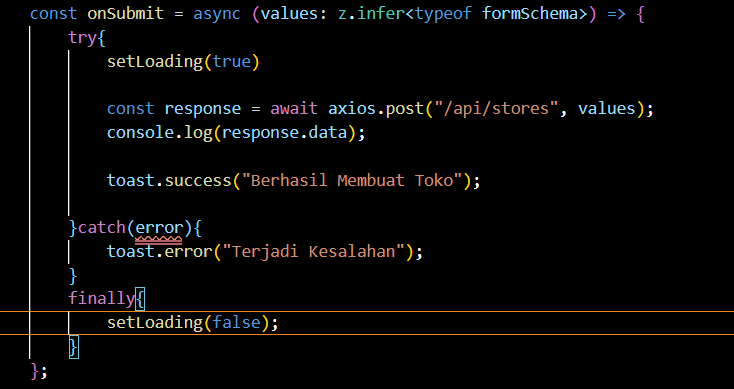 const onSubmit = async (values: z.infer<typeof formSchema>) => {
try{
setLoading(true)
const response = await axios.post("/api/stores", values);
console.log(response.data);
toast.success("Berhasil Membuat Toko");
}catch(error){
toast.error("Terjadi Kesalahan");
}
finally{
setLoading(false);
}
};